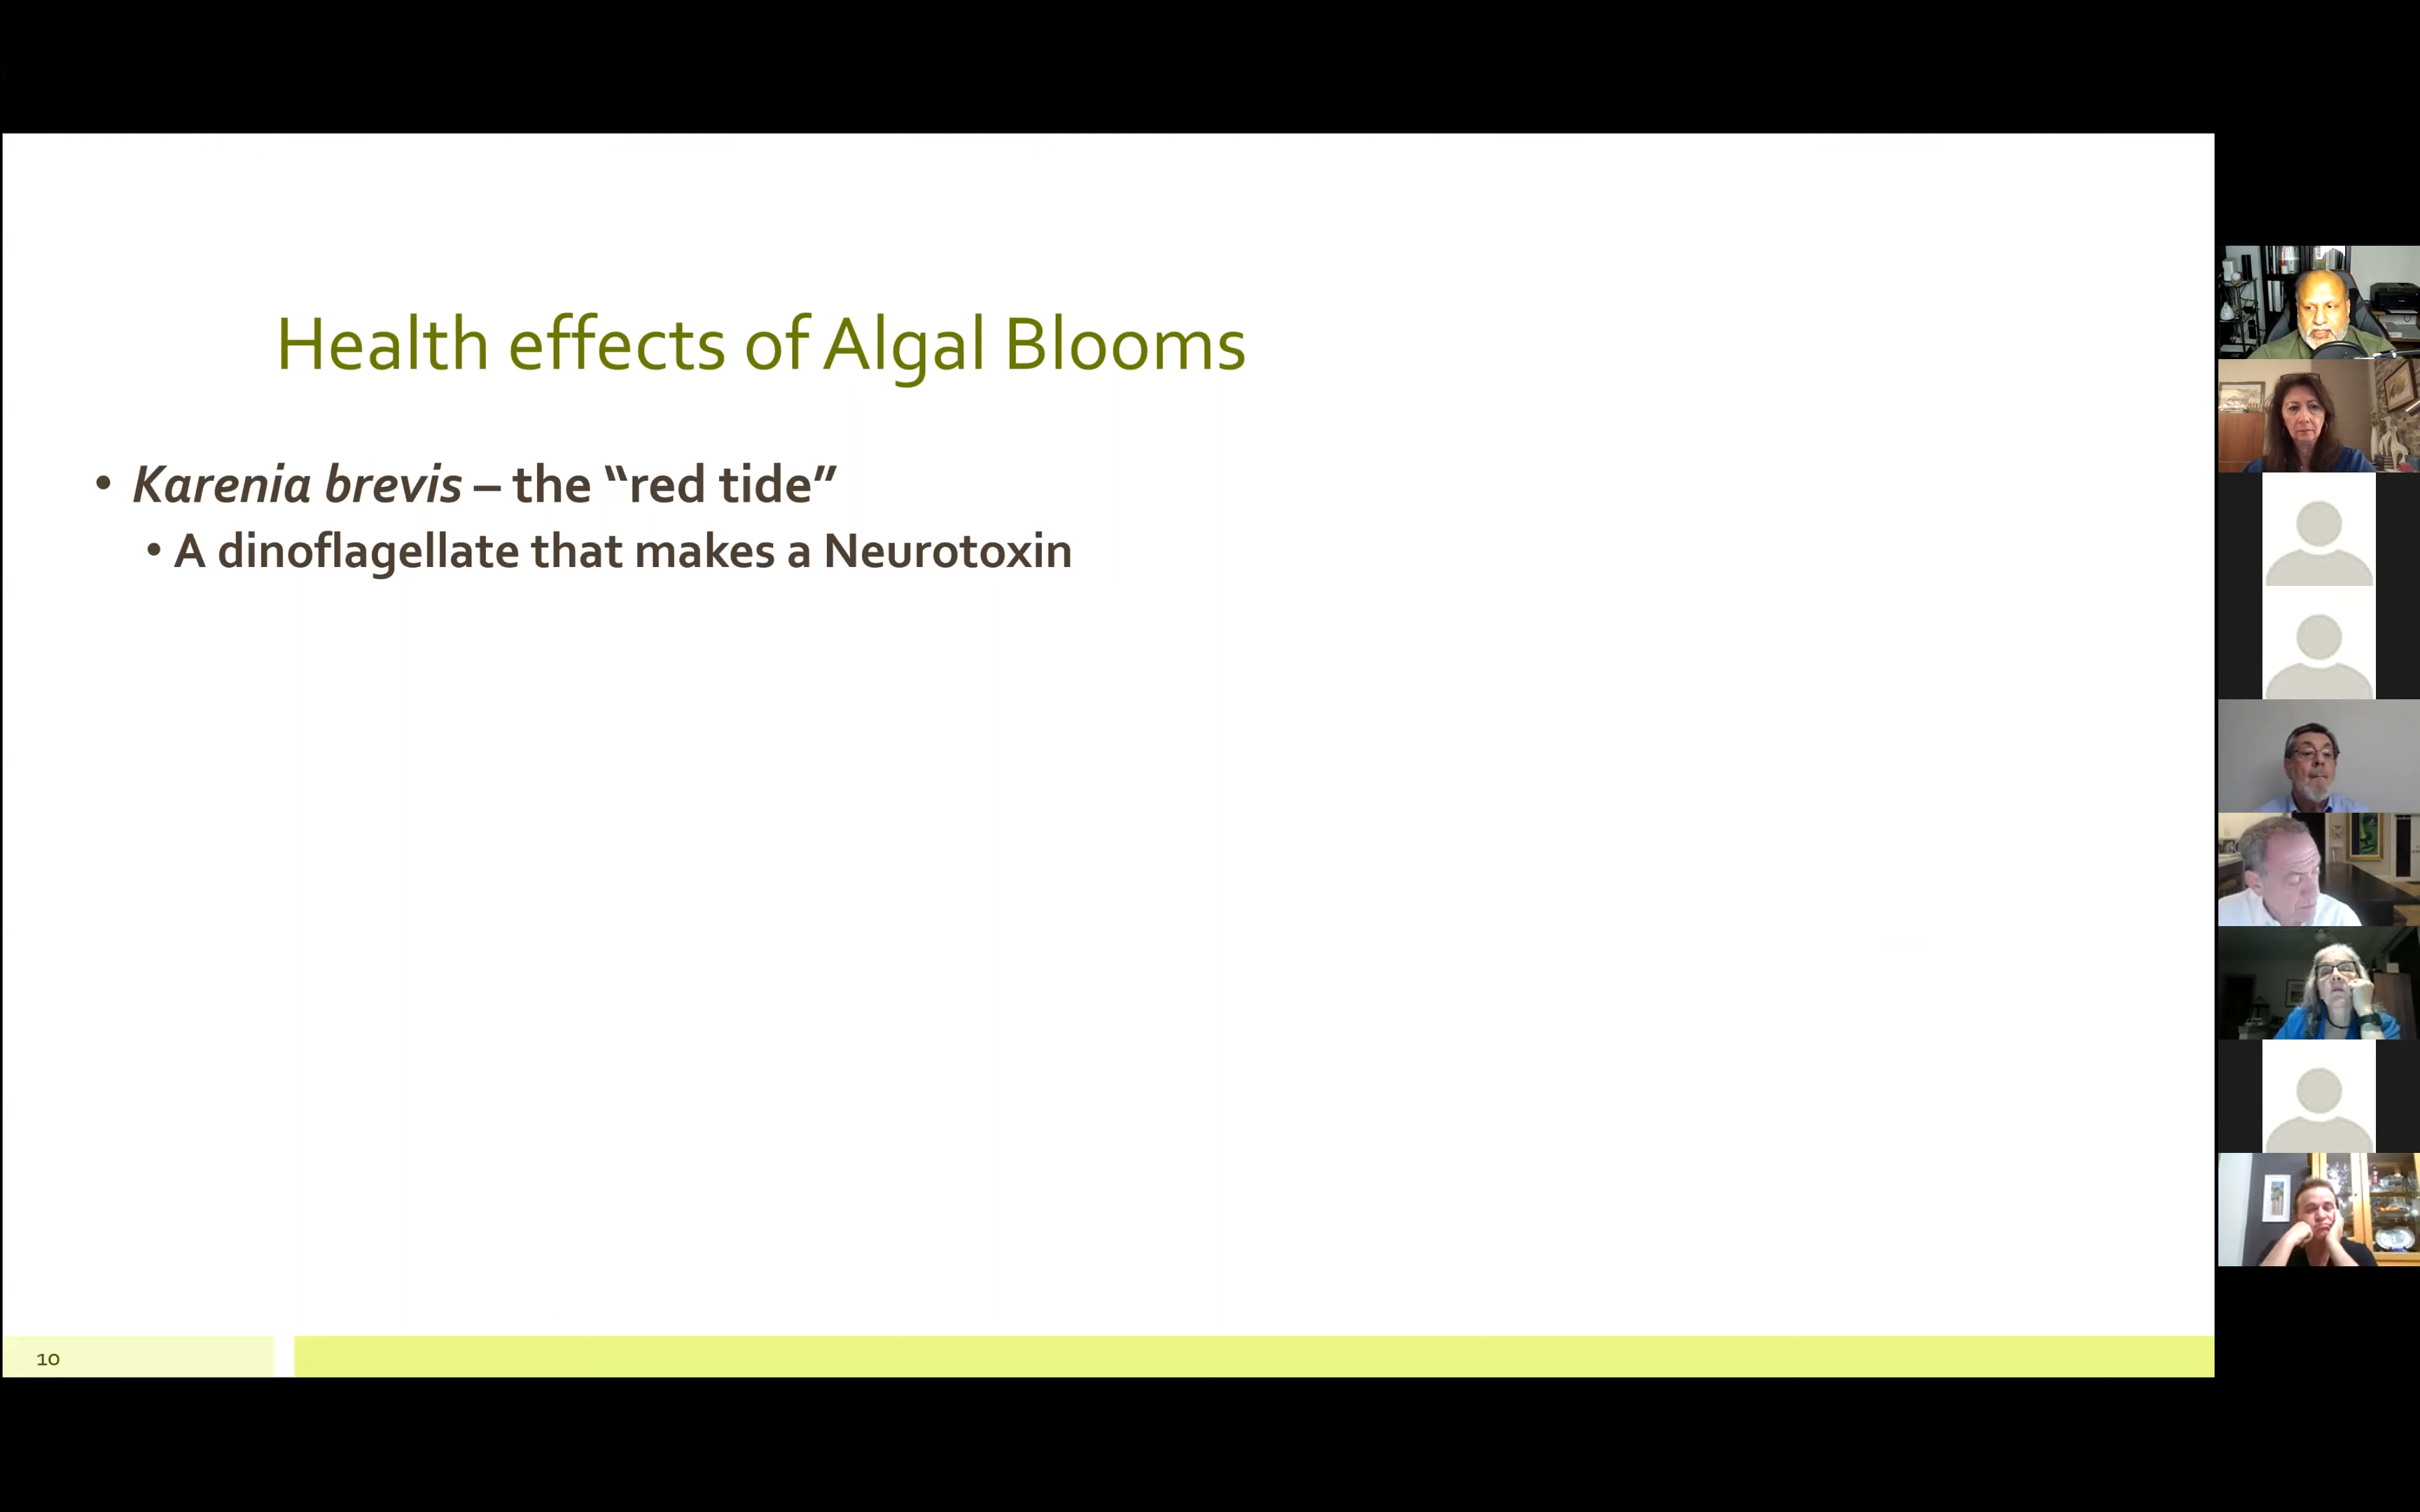 Health effects of Algal Blooms
• Karenia brevis – the “red tide”
• A dinoflagellate that makes a Neurotoxin
10